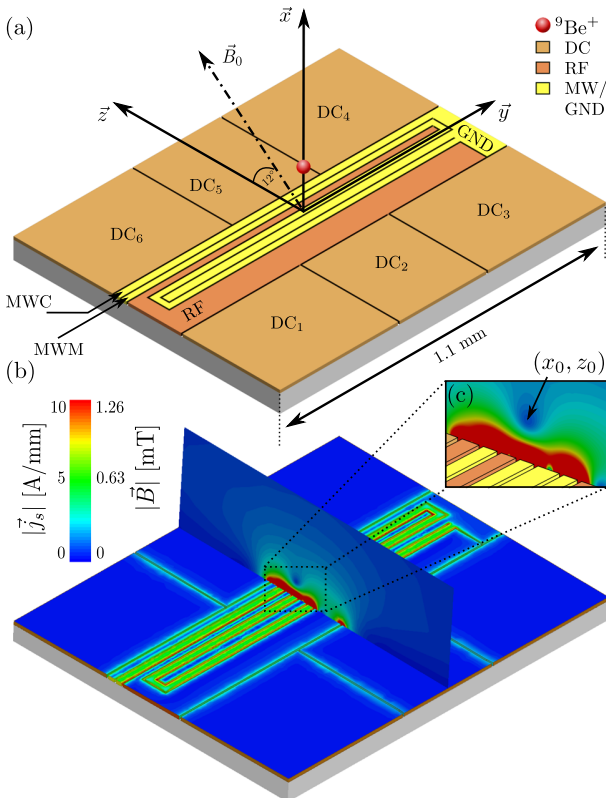 (a)
x⃗
⁹Be⁺
DC
RF
MW/
GND
B⃗₀
z⃗
y⃗
DC₄
GND
12°
DC₅
DC₃
DC₆
DC₂
MWC
RF
DC₁
MWM
1.1 mm
(b)
(x₀, z₀)
(c)
10
1.26
5
0.63
0
0
|j⃗ₛ| [A/mm]
|B⃗| [mT]